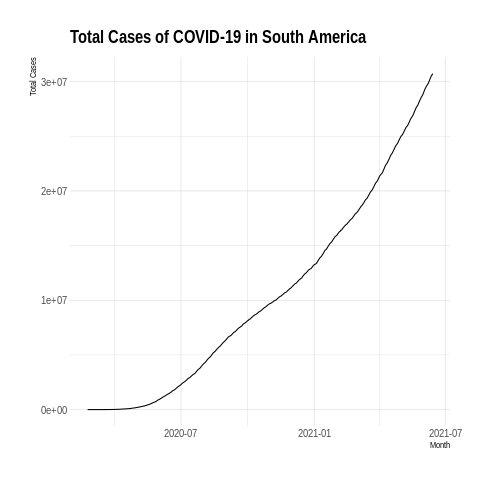 Total Cases of COVID-19 in South America
Total Cases
3e+07
2e+07
1e+07
0e+00
2020-07
2021-01
2021-07
Month